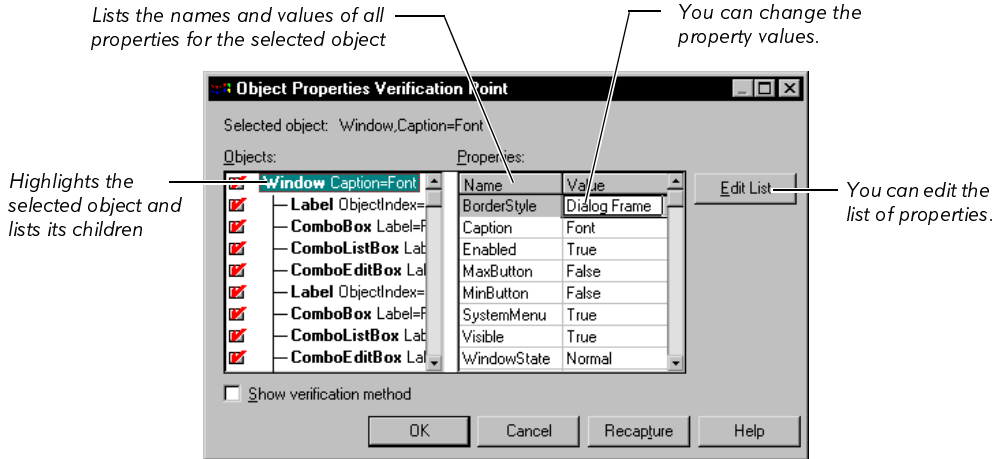 Lists the names and values of all
properties for the selected object
You can change the
property values.
Object Properties Verification Point
Selected object: Window,Caption=Font
Objects:
Properties:
Highlights the
selected object and
lists its children
Window Caption=Font
Label ObjectIndex=
ComboBox Label=F
ComboListBox Lab
ComboEditBox Lal
Label ObjectIndex=
ComboBox Label=F
ComboListBox Lab
ComboEditBox Lal
Name Value
BorderStyle Dialog Frame
Caption Font
Enabled True
MaxButton False
MinButton False
SystemMenu True
Visible True
WindowState Normal
Edit List
You can edit the
list of properties.
Show verification method
OK Cancel Recapture Help